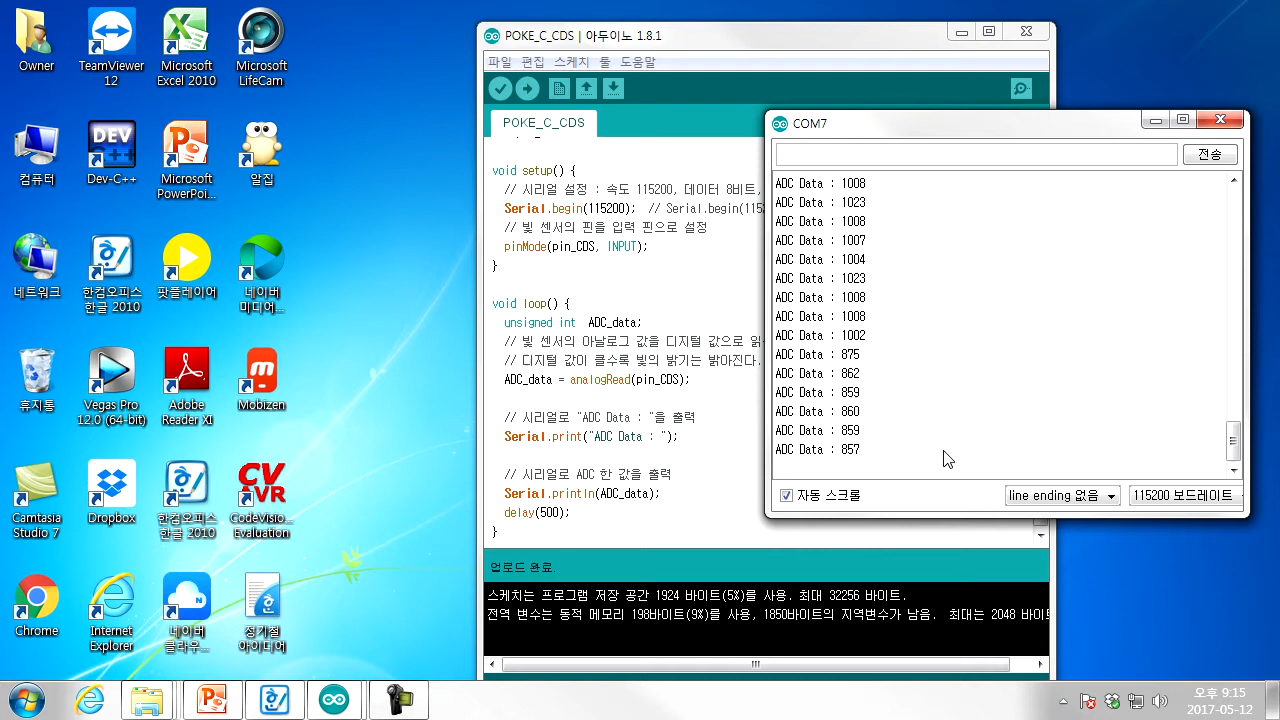 Owner
TeamViewer 12
Microsoft Excel 2010
Microsoft LifeCam
컴퓨터
Dev-C++
Microsoft PowerPoi...
알집
네트워크
한컴오피스 한글 2010
팟플레이어
네이버 미디어...
휴지통
Vegas Pro 12.0 (64-bit)
Adobe Reader XI
Mobizen
Camtasia Studio 7
Dropbox
한컴오피스 한글 2010
CodeVision... Evaluation
Chrome
Internet Explorer
네이버 클라우...
정기철 아이디어
DEV
CV
AVR
POKE_C_CDS | 아두이노 1.8.1
파일 편집 스케치 툴 도움말
POKE_C_CDS
void setup() {
// 시리얼 설정 : 속도 115200, 데이터 8비트,
Serial.begin(115200); // Serial.begin(115
// 빛 센서의 핀을 입력 핀으로 설정
pinMode(pin_CDS, INPUT);
}
void loop() {
unsigned int ADC_data;
// 빛 센서의 아날로그 값을 디지털 값으로 읽
// 디지털 값이 클수록 빛의 밝기는 밝아진다.
ADC_data = analogRead(pin_CDS);
// 시리얼로 "ADC Data : "을 출력
Serial.print("ADC Data : ");
// 시리얼로 ADC 한 값을 출력
Serial.println(ADC_data);
delay(500);
}
업로드 완료.
스케치는 프로그램 저장 공간 1924 바이트(5%)를 사용. 최대 32256 바이트.
전역 변수는 동적 메모리 198바이트(9%)를 사용, 1850바이트의 지역변수가 남음. 최대는 2048 바이트
COM7
전송
ADC Data : 1008
ADC Data : 1023
ADC Data : 1008
ADC Data : 1007
ADC Data : 1004
ADC Data : 1023
ADC Data : 1008
ADC Data : 1008
ADC Data : 1002
ADC Data : 875
ADC Data : 862
ADC Data : 859
ADC Data : 860
ADC Data : 859
ADC Data : 857
자동 스크롤
line ending 없음
115200 보드레이트
오후 9:15
2017-05-12